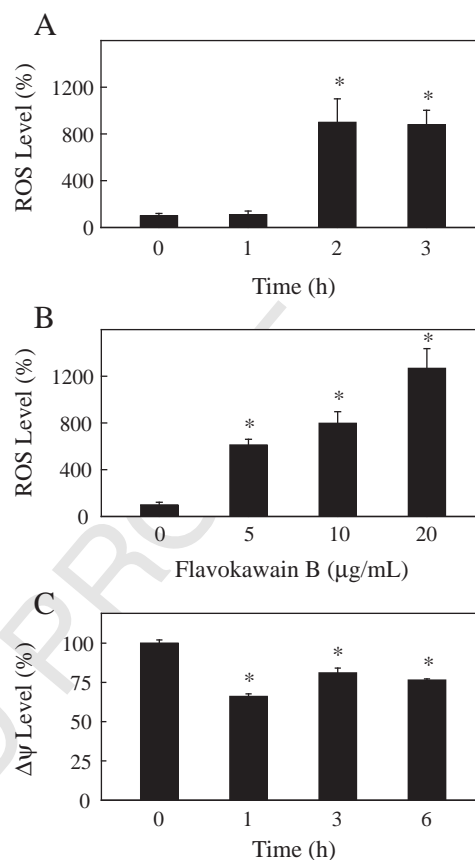 A
ROS Level (%)
1200
800
400
0
*
*
0 1 2 3
Time (h)
B
ROS Level (%)
1200
800
400
0
*
*
*
0 5 10 20
Flavokawain B (μg/mL)
C
Δψ Level (%)
100
75
50
25
0
*
*
*
0 1 3 6
Time (h)